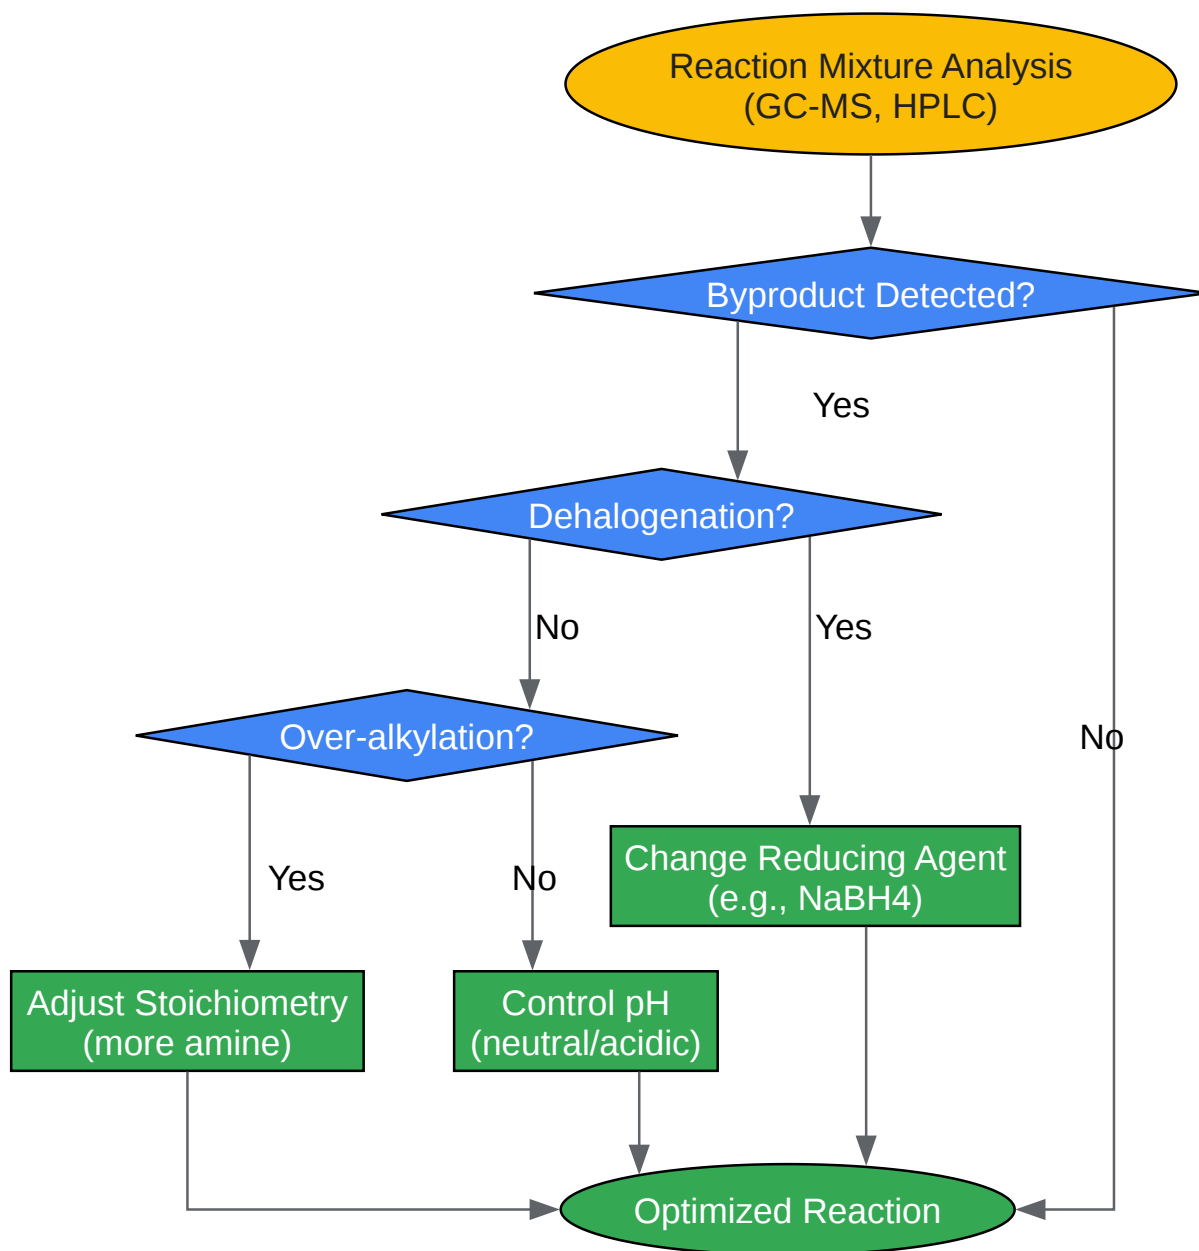 Reaction Mixture Analysis
(GC-MS, HPLC)
Byproduct Detected?
Yes
Dehalogenation?
No
Yes
Over-alkylation?
No
Change Reducing Agent
(e.g., NaBH4)
Yes
No
Adjust Stoichiometry
(more amine)
Control pH
(neutral/acidic)
Optimized Reaction